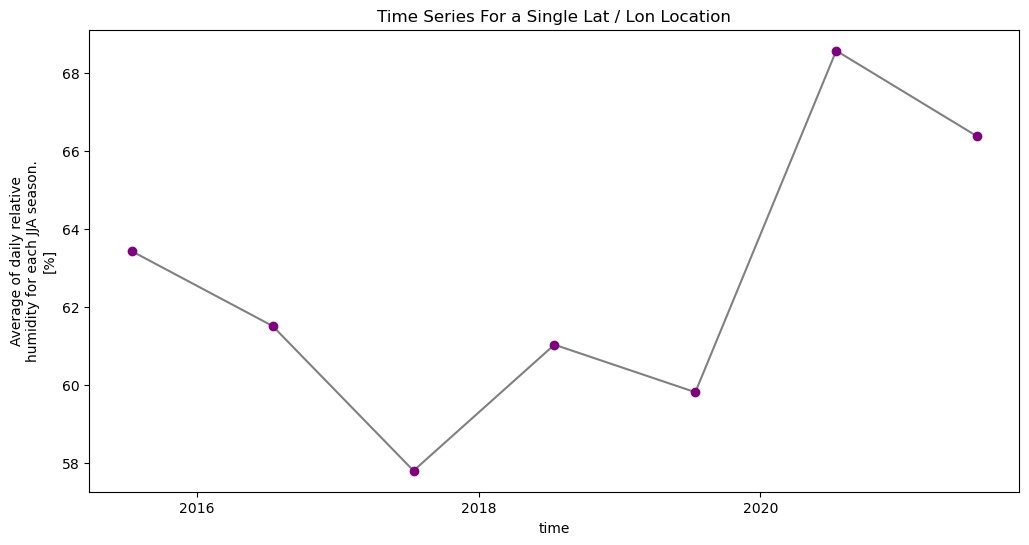 Time Series For a Single Lat / Lon Location
Average of daily relative
humidity for each JJA season.
[%]
68
66
64
62
60
58
2016
2018
2020
time